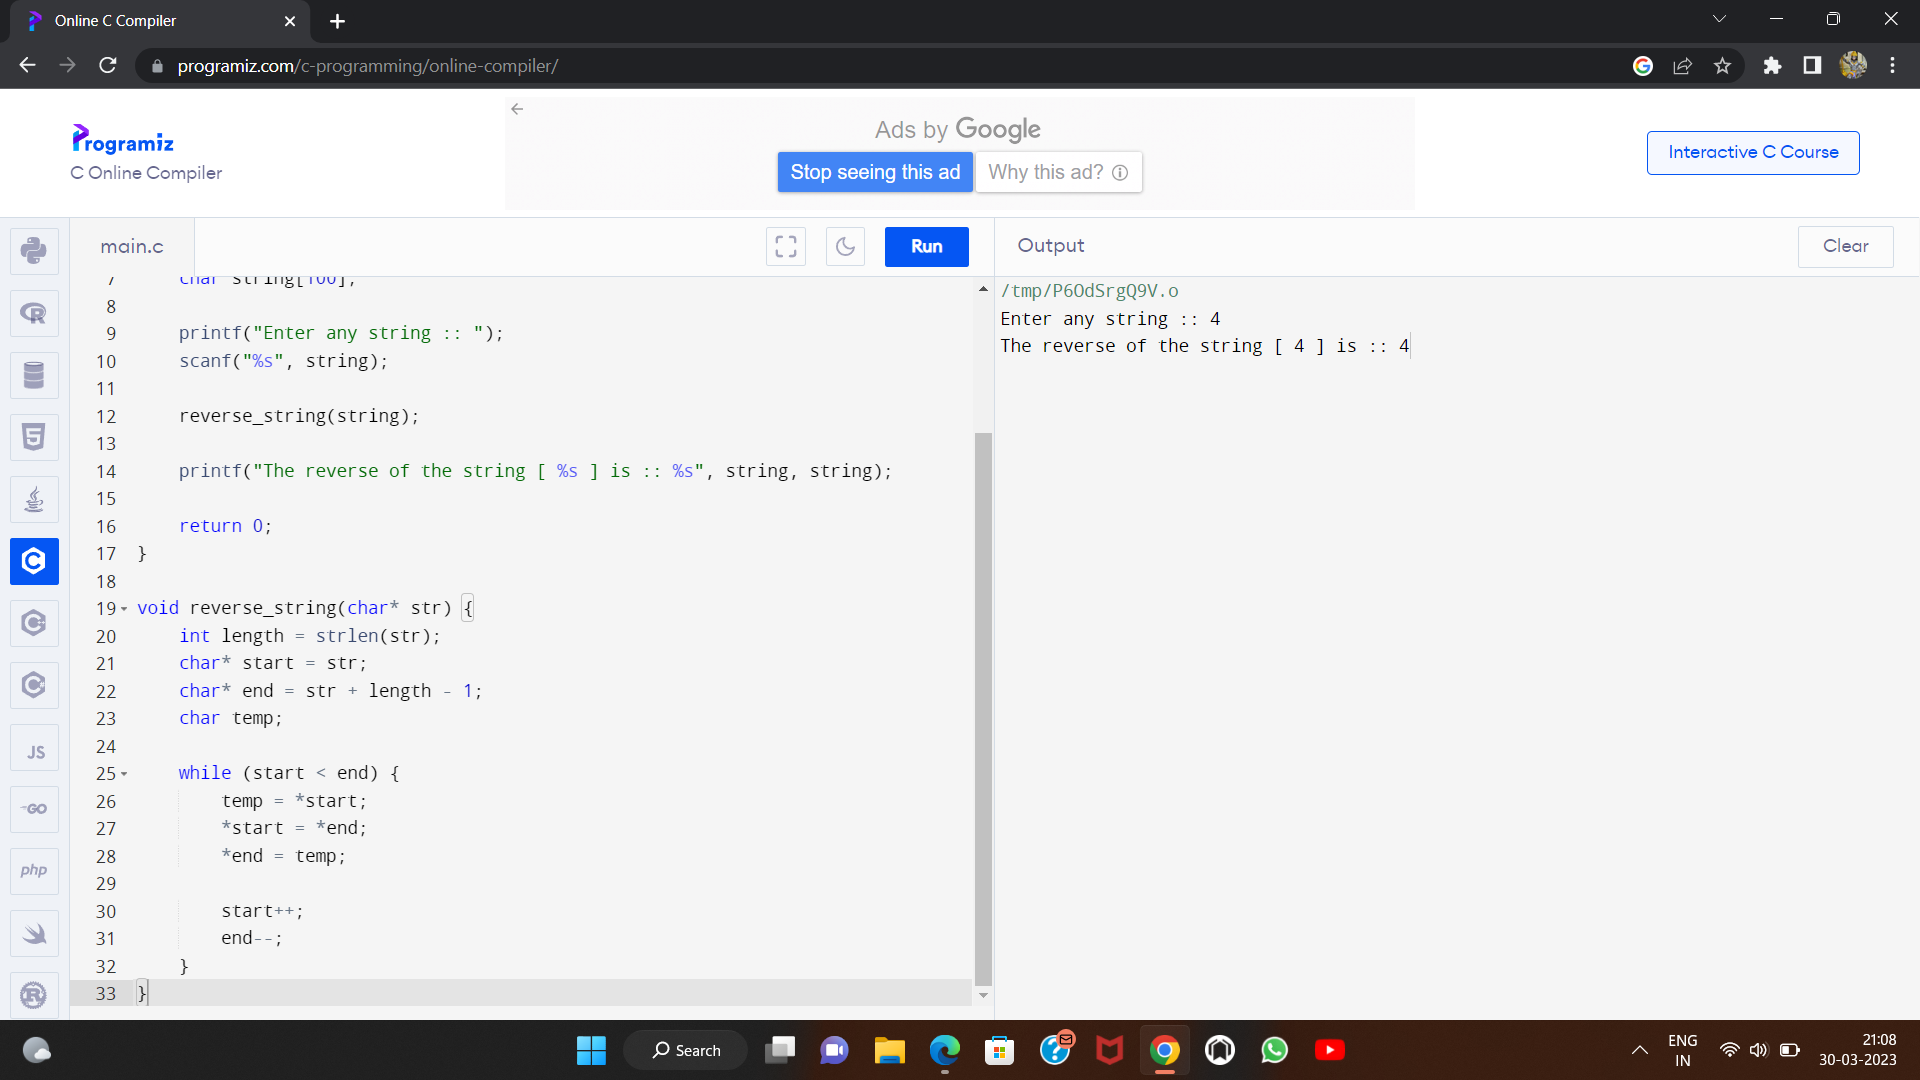 Online C Compiler
programiz.com/c-programming/online-compiler/
Programiz
C Online Compiler
Ads by Google
Stop seeing this ad
Why this ad?
Interactive C Course
main.c
Run
Output
Clear
7 char string[100];
8
9 printf("Enter any string :: ");
10 scanf("%s", string);
11
12 reverse_string(string);
13
14 printf("The reverse of the string [ %s ] is :: %s", string, string);
15
16 return 0;
17 }
18
19 void reverse_string(char* str) {
20 int length = strlen(str);
21 char* start = str;
22 char* end = str + length - 1;
23 char temp;
24
25 while (start < end) {
26 temp = *start;
27 *start = *end;
28 *end = temp;
29
30 start++;
31 end--;
32 }
33 }
/tmp/P6OdSrgQ9V.o
Enter any string :: 4
The reverse of the string [ 4 ] is :: 4
JS
GO
php
Search
ENG
IN
21:08
30-03-2023